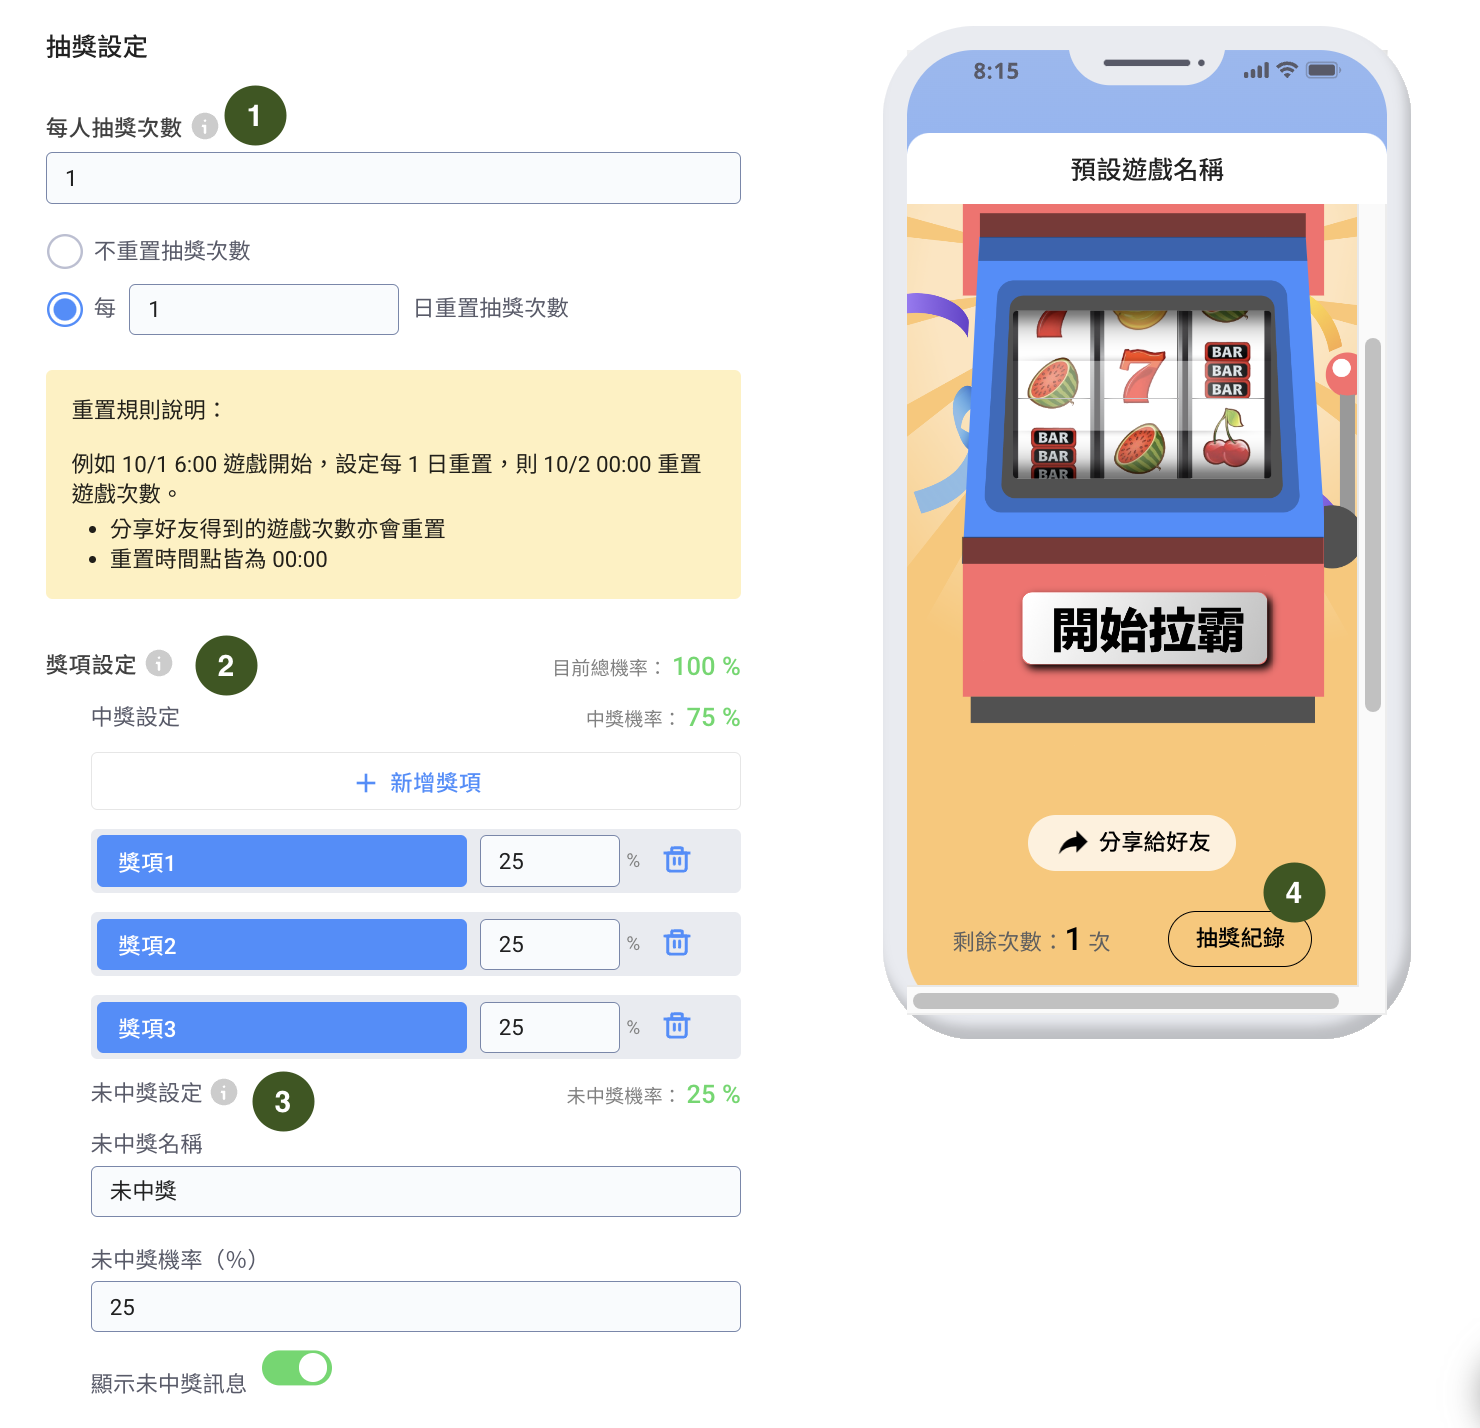 抽獎設定
每人抽獎次數 1
1
不重置抽獎次數
每 1 日重置抽獎次數
重置規則說明：
例如 10/1 6:00 遊戲開始，設定每 1 日重置，則 10/2 00:00 重置
遊戲次數。
• 分享好友得到的遊戲次數亦會重置
• 重置時間點皆為 00:00
獎項設定 2 目前總機率： 100 %
中獎設定 中獎機率： 75 %
+ 新增獎項
獎項1 25 %
獎項2 25 %
獎項3 25 %
未中獎設定 3 未中獎機率： 25 %
未中獎名稱
未中獎
未中獎機率（%）
25
顯示未中獎訊息
8:15
預設遊戲名稱
7
BAR
BAR
BAR
7
BAR
BAR
BAR
開始拉霸
分享給好友
4
剩餘次數：1 次
抽獎紀錄